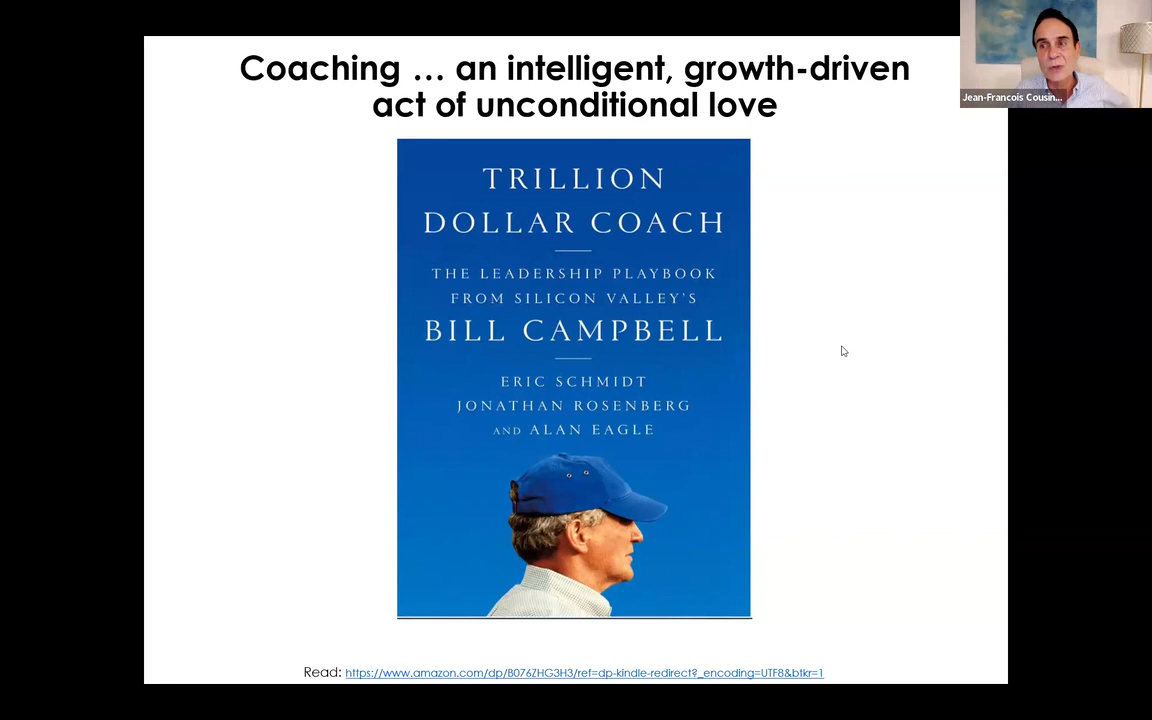 Coaching … an intelligent, growth-driven
act of unconditional love
Jean-Francois Cousin...
TRILLION
DOLLAR COACH
THE LEADERSHIP PLAYBOOK
FROM SILICON VALLEY'S
BILL CAMPBELL
ERIC SCHMIDT
JONATHAN ROSENBERG
AND ALAN EAGLE
Read: https://www.amazon.com/dp/B076ZHG3H3/ref=dp-kindle-redirect?_encoding=UTF8&btkr=1